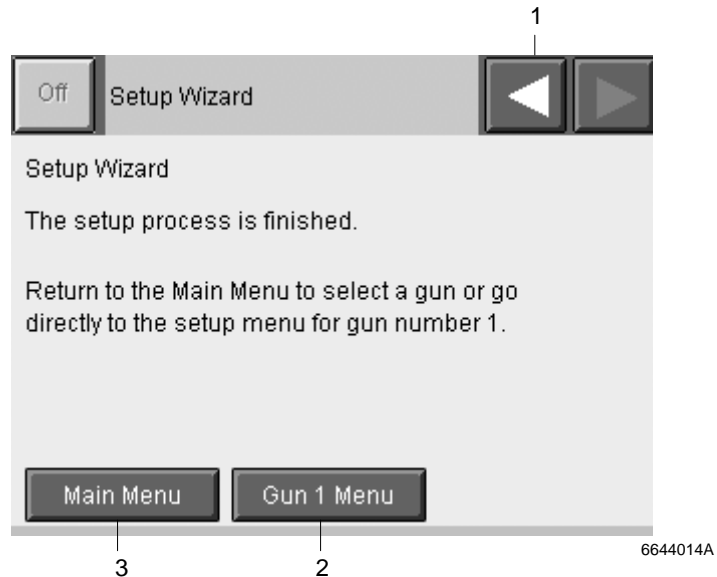 1
Off Setup Wizard
Setup Wizard
The setup process is finished.
Return to the Main Menu to select a gun or go
directly to the setup menu for gun number 1.
Main Menu Gun 1 Menu
3 2
6644014A